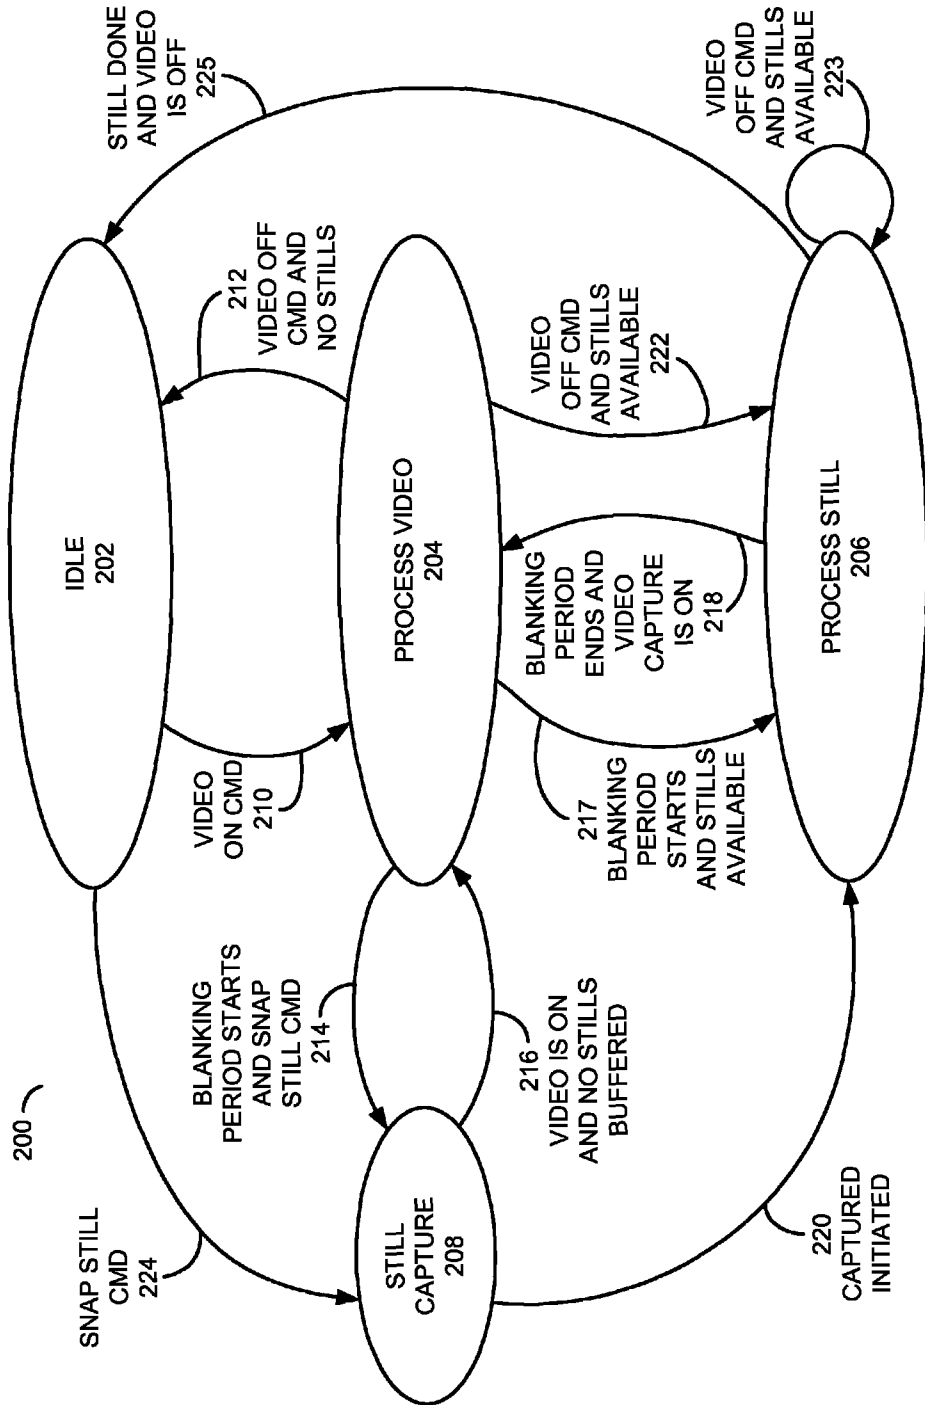 200
SNAP STILL
CMD
224
IDLE
202
STILL DONE
AND VIDEO
IS OFF
225
VIDEO
ON CMD
210
212
VIDEO OFF
CMD AND
NO STILLS
BLANKING
PERIOD STARTS
AND SNAP
STILL CMD
214
STILL
CAPTURE
208
PROCESS VIDEO
204
216
VIDEO IS ON
AND NO STILLS
BUFFERED
217
BLANKING
PERIOD
STARTS
AND STILLS
AVAILABLE
BLANKING
PERIOD
ENDS AND
VIDEO
CAPTURE
IS ON
218
VIDEO
OFF CMD
AND STILLS
AVAILABLE
222
VIDEO
OFF CMD
AND STILLS
AVAILABLE
223
220
CAPTURED
INITIATED
PROCESS STILL
206